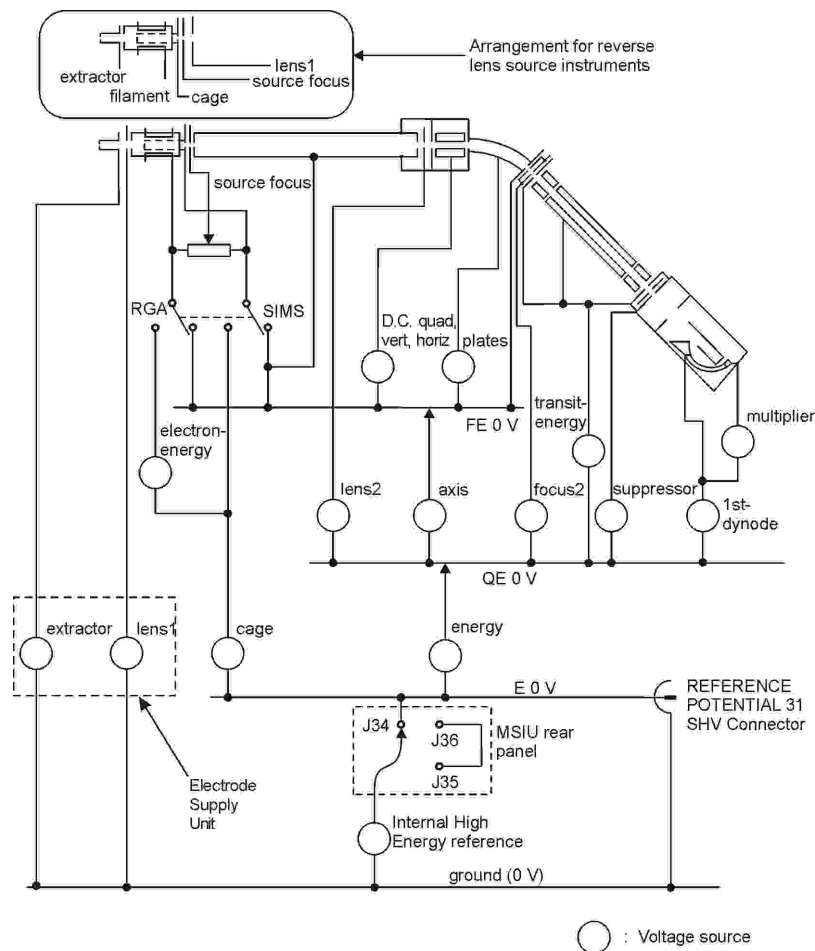 Arrangement for reverse
lens source instruments
lens1
extractor
source focus
filament
cage
source focus
RGA
SIMS
D.C. quad,
vert, horiz
plates
FE 0 V
transit-
energy
multiplier
electron-
energy
lens2
axis
focus2
suppressor
1st-
dynode
QE 0 V
extractor
lens1
cage
energy
E 0 V
REFERENCE
POTENTIAL 31
SHV Connector
J34
J36
MSIU rear
panel
J35
Electrode
Supply
Unit
Internal High
Energy reference
ground (0 V)
: Voltage source